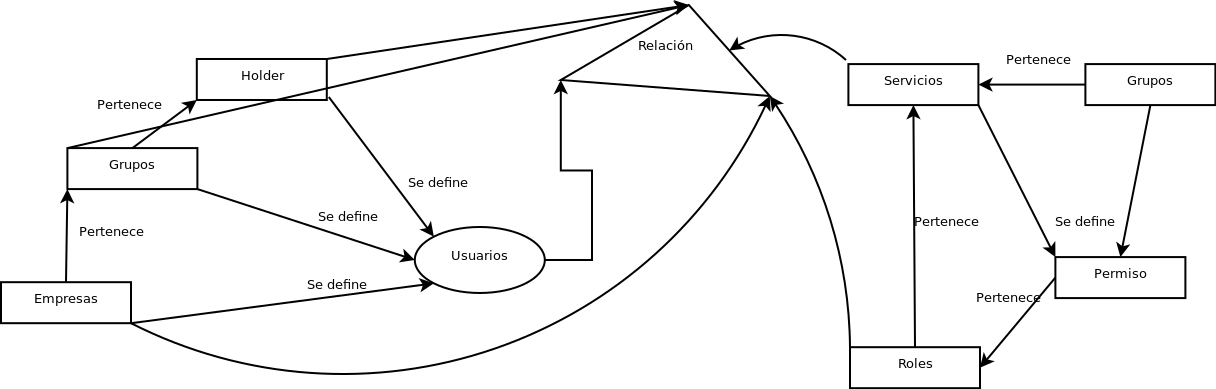 Relación
Holder
Pertenece
Servicios
Grupos
Pertenece
Grupos
Se define
Se define
Pertenece
Usuarios
Pertenece
Se define
Se define
Empresas
Permiso
Pertenece
Roles